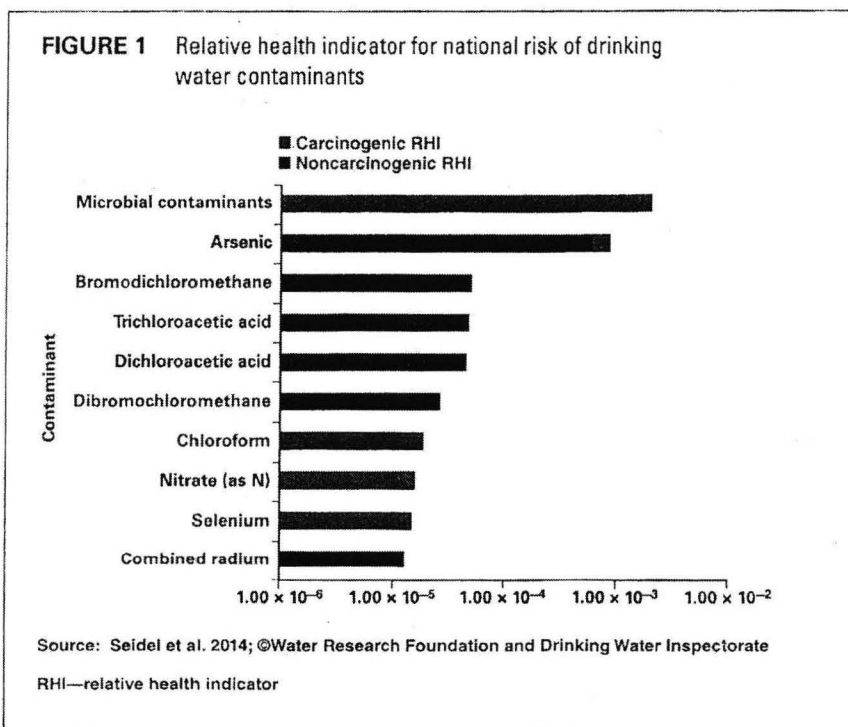 FIGURE 1 Relative health indicator for national risk of drinking
water contaminants
Carcinogenic RHI
Noncarcinogenic RHI
Contaminant
Microbial contaminants
Arsenic
Bromodichloromethane
Trichloroacetic acid
Dichloroacetic acid
Dibromochloromethane
Chloroform
Nitrate (as N)
Selenium
Combined radium
1.00 × 10⁻⁶ 1.00 × 10⁻⁵ 1.00 × 10⁻⁴ 1.00 × 10⁻³ 1.00 × 10⁻²
Source: Seidel et al. 2014; ©Water Research Foundation and Drinking Water Inspectorate
RHI—relative health indicator